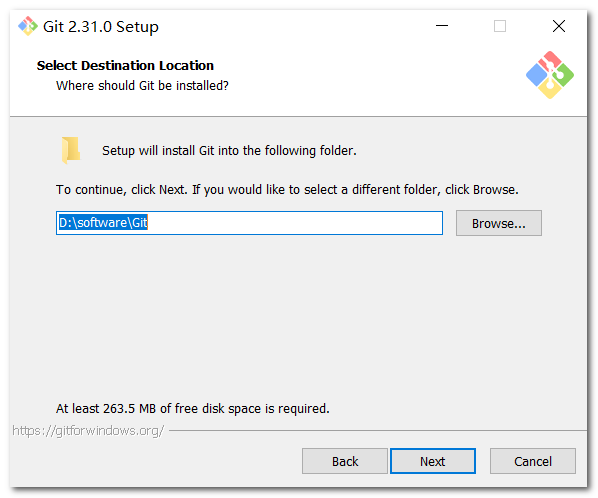 Git 2.31.0 Setup
Select Destination Location
Where should Git be installed?
Setup will install Git into the following folder.
To continue, click Next. If you would like to select a different folder, click Browse.
D:\software\Git
Browse...
At least 263.5 MB of free disk space is required.
https://gitforwindows.org/
Back
Next
Cancel